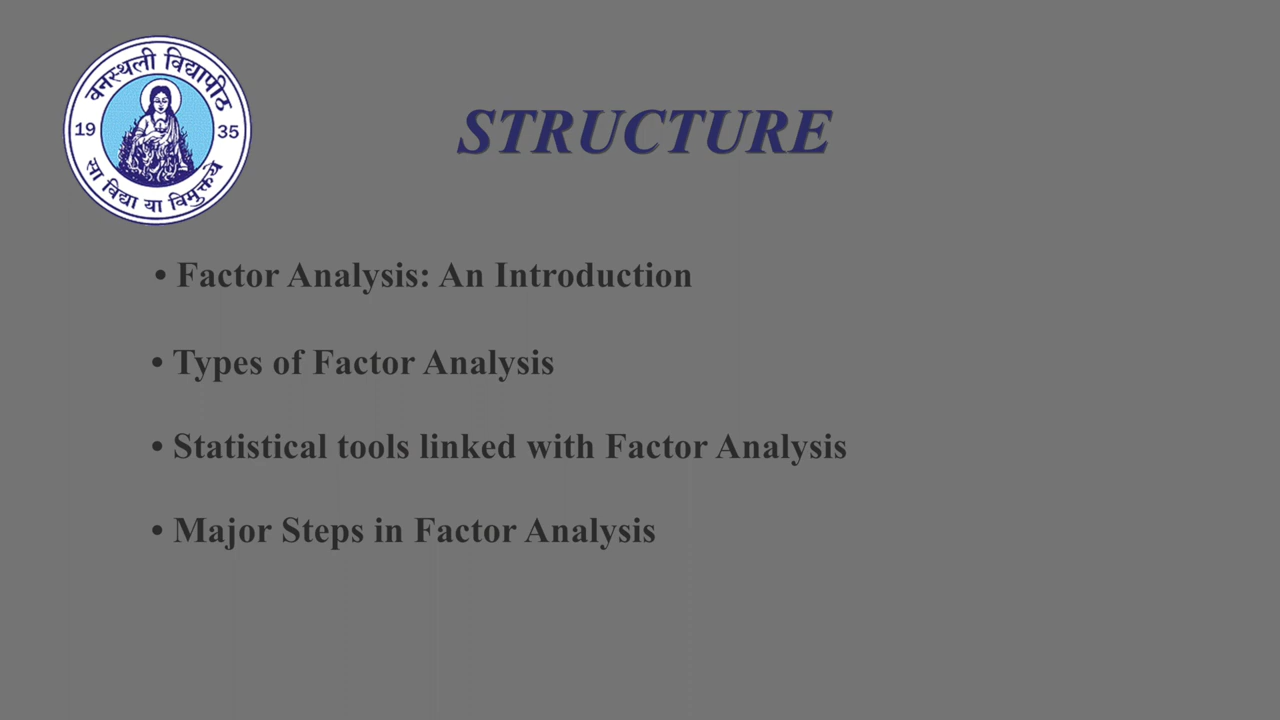 वनस्थली विद्यापीठ
19 35
सा विद्या या विमुक्तये
STRUCTURE
• Factor Analysis: An Introduction
• Types of Factor Analysis
• Statistical tools linked with Factor Analysis
• Major Steps in Factor Analysis